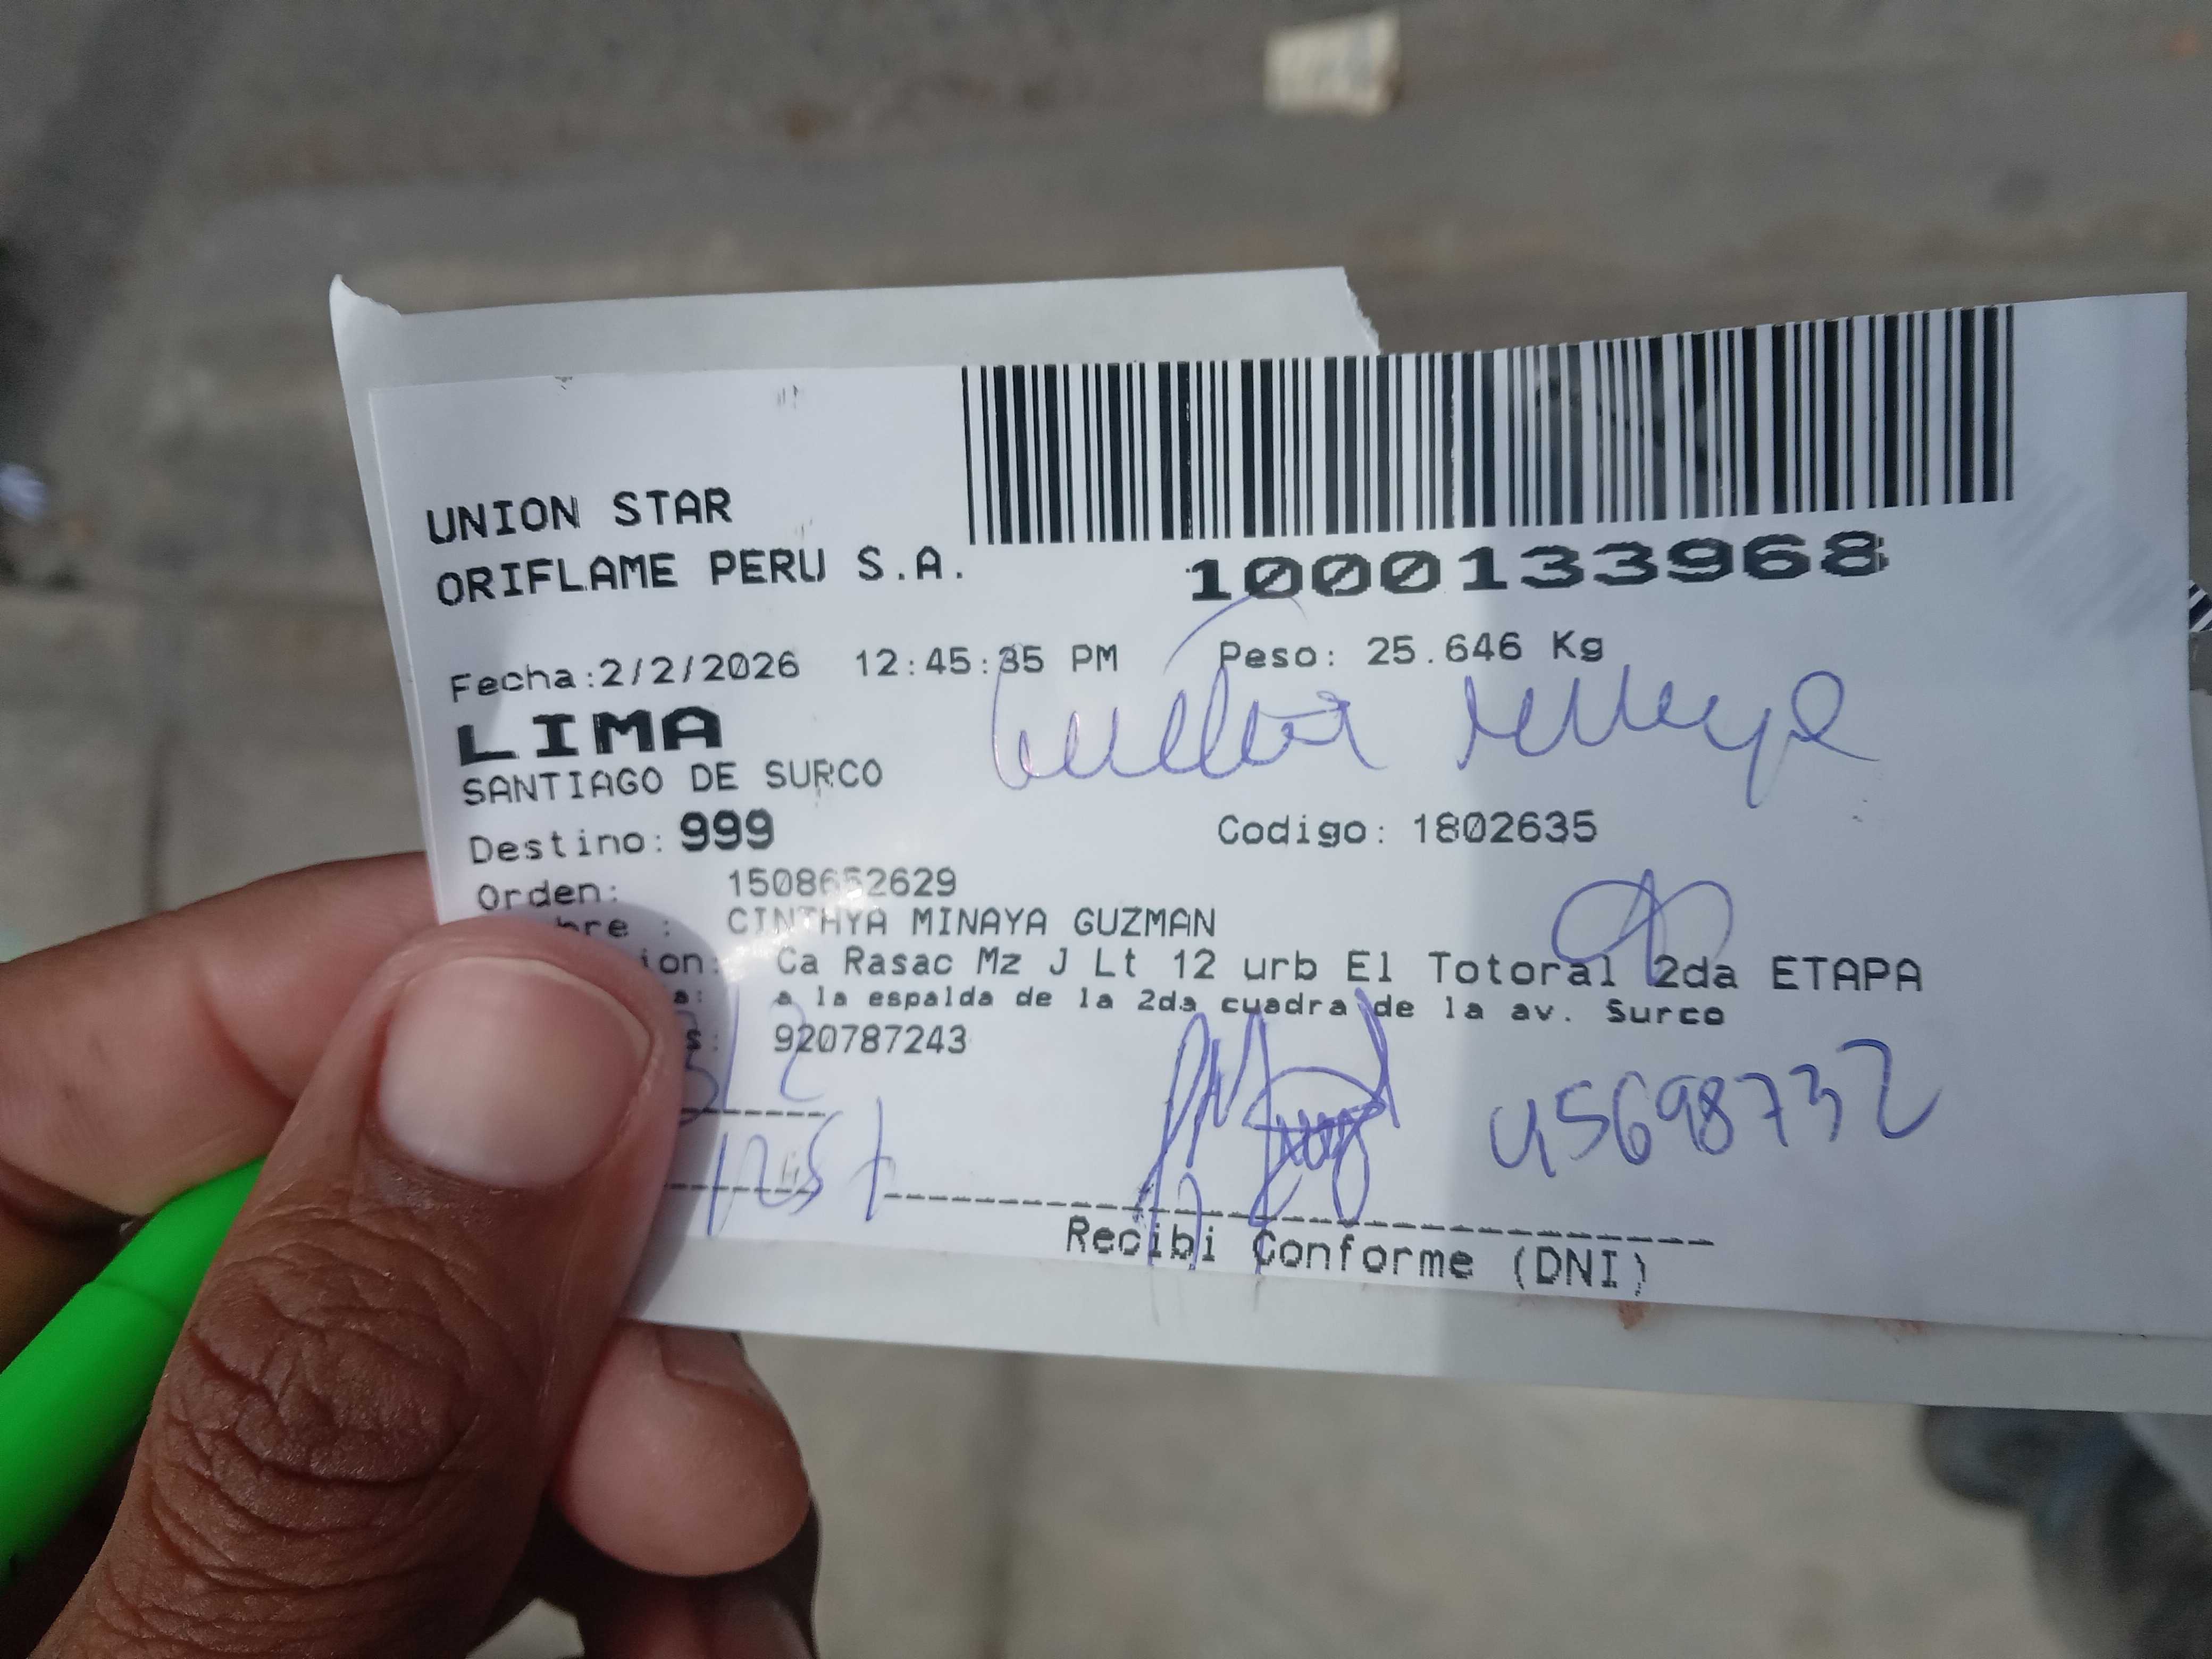 UNION STAR
ORIFLAME PERU S.A.
1000133968
Fecha:2/2/2026 12:45:35 PM Peso: 25.646 Kg
LIMA
SANTIAGO DE SURCO
Destino: 999 Codigo: 1802635
Orden: 1508652629
bre : CINTHYA MINAYA GUZMAN
ion: Ca Rasac Mz J Lt 12 urb El Totoral 2da ETAPA
a: a la espalda de la 2da cuadra de la av. Surco
s: 920787243
45698732
Recibi Conforme (DNI)